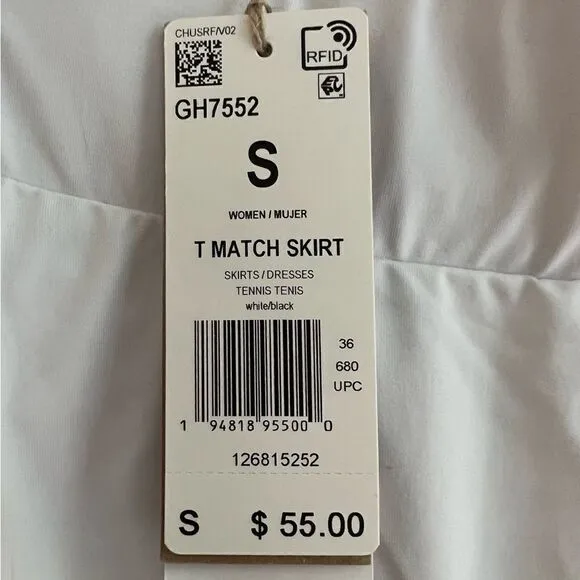 CHUSRF/V02
RFID
GH7552
S
WOMEN / MUJER
T MATCH SKIRT
SKIRTS / DRESSES
TENNIS TENIS
white/black
36
680
UPC
1 94818 95500 0
126815252
S $ 55.00